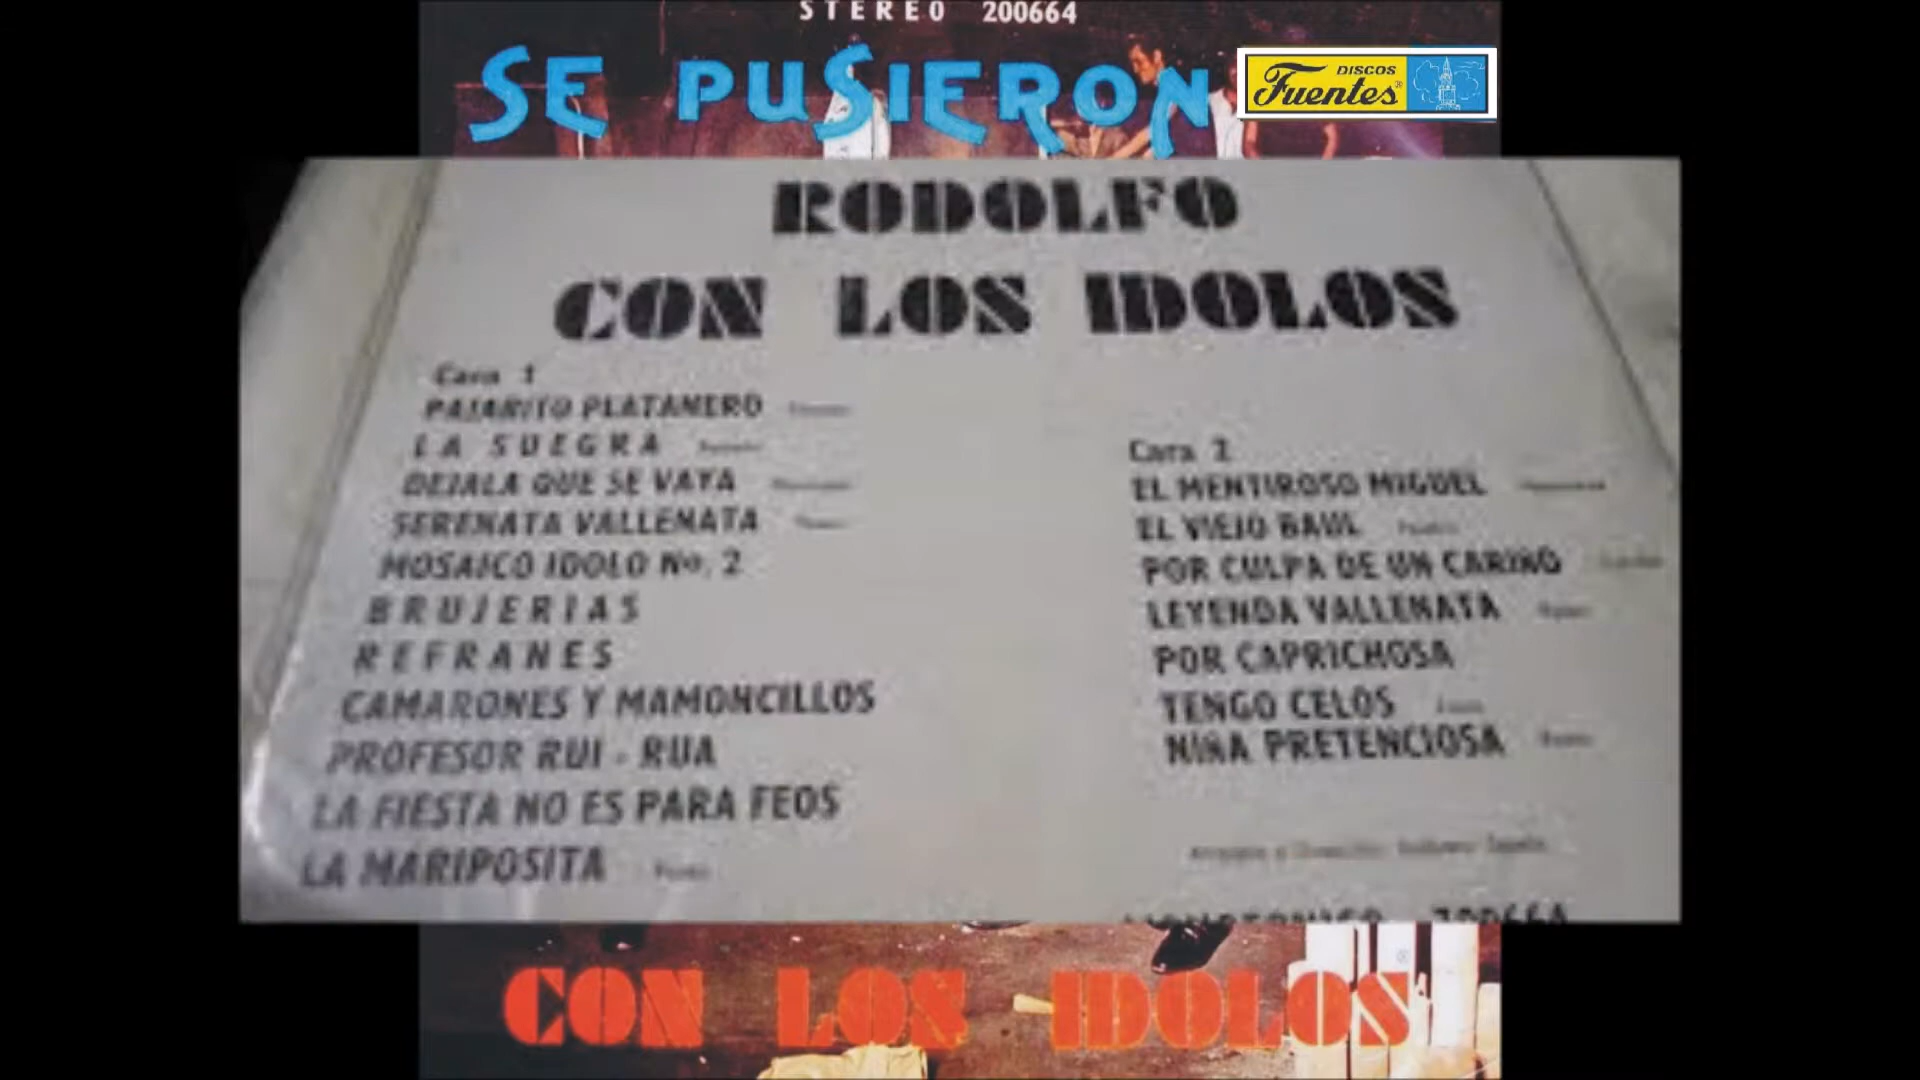 STEREO 200664
SE PUSIERON
DISCOS
Fuentes
RODOLFO
CON LOS IDOLOS
Cara 1
PAJARITO PLATANERO
LA SUEGRA
DEJALA QUE SE VAYA
SERENATA VALLENATA
MOSAICO IDOLO No. 2
BRUJERIAS
REFRANES
CAMARONES Y MAMONCILLOS
PROFESOR RUI - RUA
LA FIESTA NO ES PARA FEOS
LA MARIPOSITA
Cara 2
EL MENTIROSO MIGUEL
EL VIEJO BAUL
POR CULPA DE UN CARIÑO
LEYENDA VALLENATA
POR CAPRICHOSA
TENGO CELOS
NIÑA PRETENCIOSA
CON LOS IDOLOS